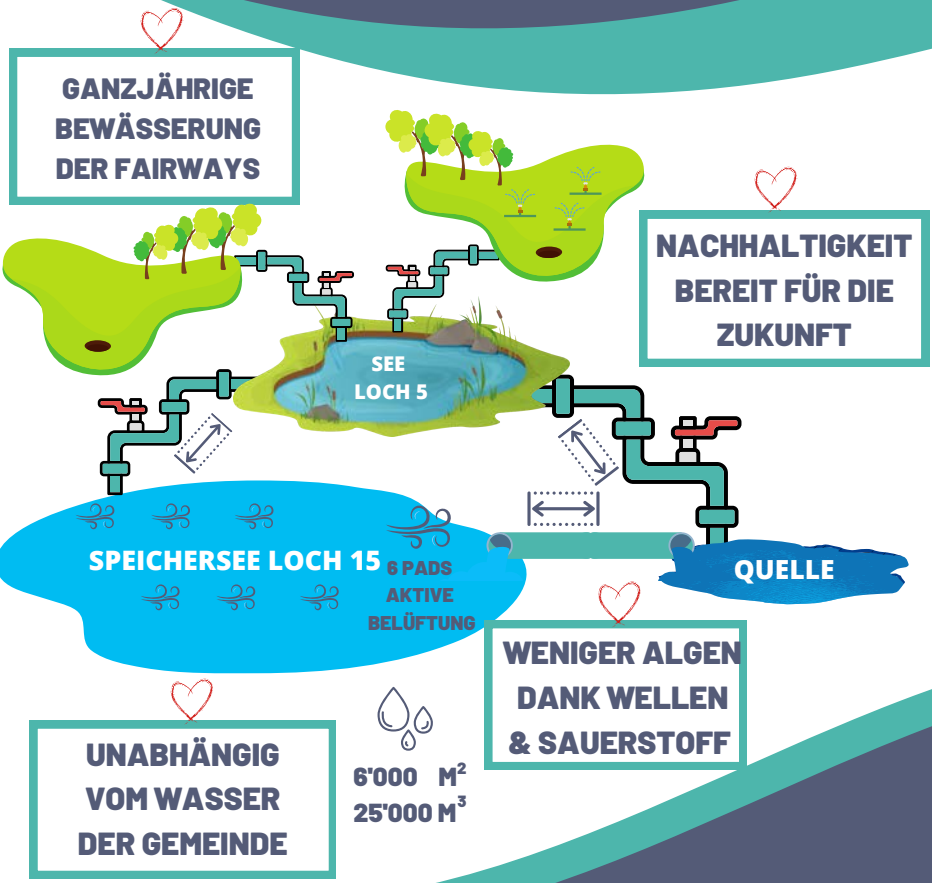 GANZJÄHRIGE
BEWÄSSERUNG
DER FAIRWAYS
NACHHALTIGKEIT
BEREIT FÜR DIE
ZUKUNFT
SEE
LOCH 5
SPEICHERSEE LOCH 15
6 PADS
AKTIVE
BELÜFTUNG
QUELLE
WENIGER ALGEN
DANK WELLEN
& SAUERSTOFF
UNABHÄNGIG
VOM WASSER
DER GEMEINDE
6'000 M²
25'000 M³